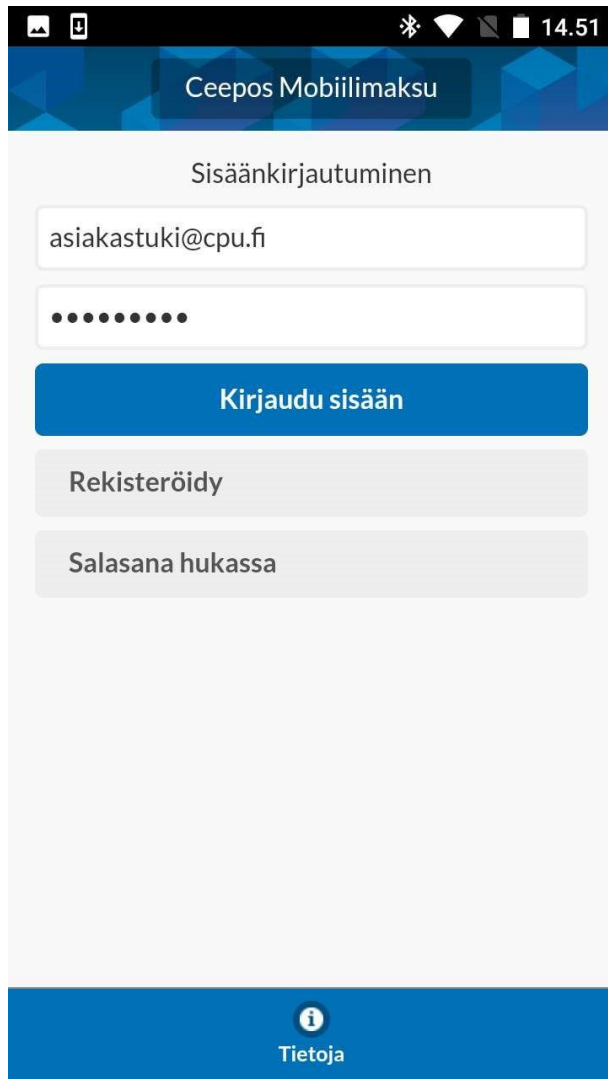 14.51
Ceepos Mobiilimaksu
Sisäänkirjautuminen
asiakastuki@cpu.fi
•••••••••
Kirjaudu sisään
Rekisteröidy
Salasana hukassa
Tietoja